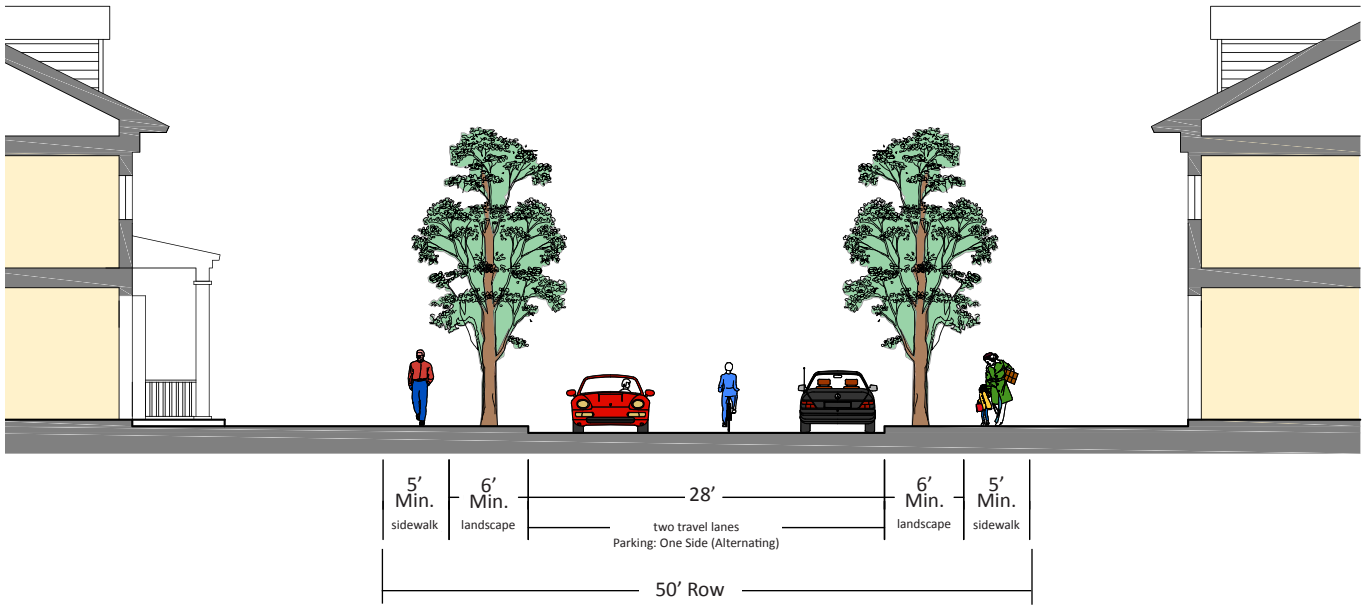 5’
Min.
sidewalk
6’
Min.
landscape
28’
two travel lanes
Parking: One Side (Alternating)
6’
Min.
landscape
5’
Min.
sidewalk
50’ Row